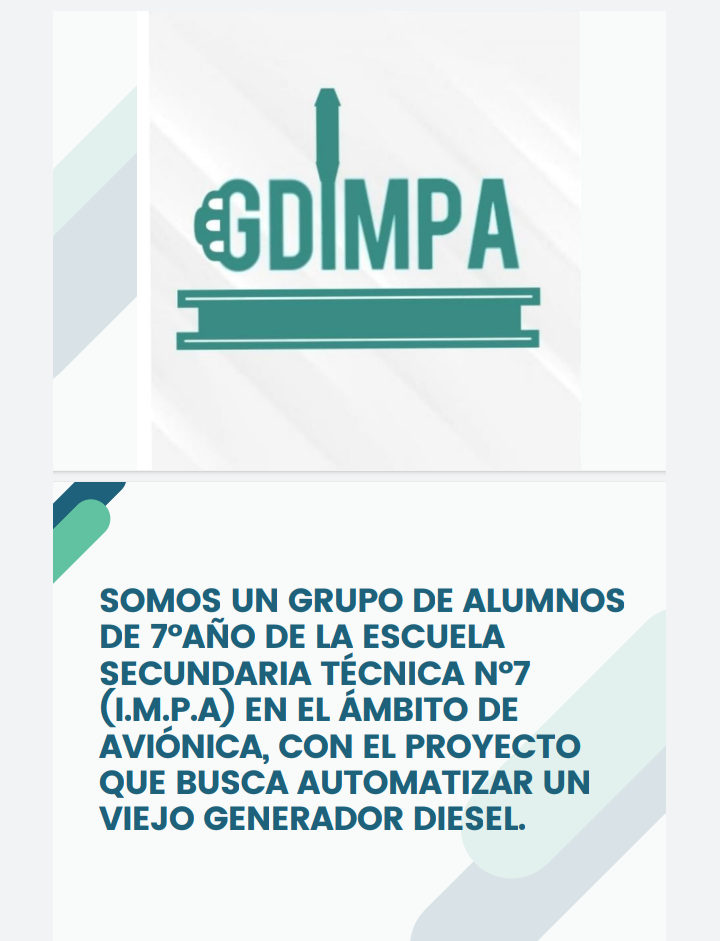 GDIMPA
SOMOS UN GRUPO DE ALUMNOS
DE 7°AÑO DE LA ESCUELA
SECUNDARIA TÉCNICA N°7
(I.M.P.A) EN EL ÁMBITO DE
AVIÓNICA, CON EL PROYECTO
QUE BUSCA AUTOMATIZAR UN
VIEJO GENERADOR DIESEL.